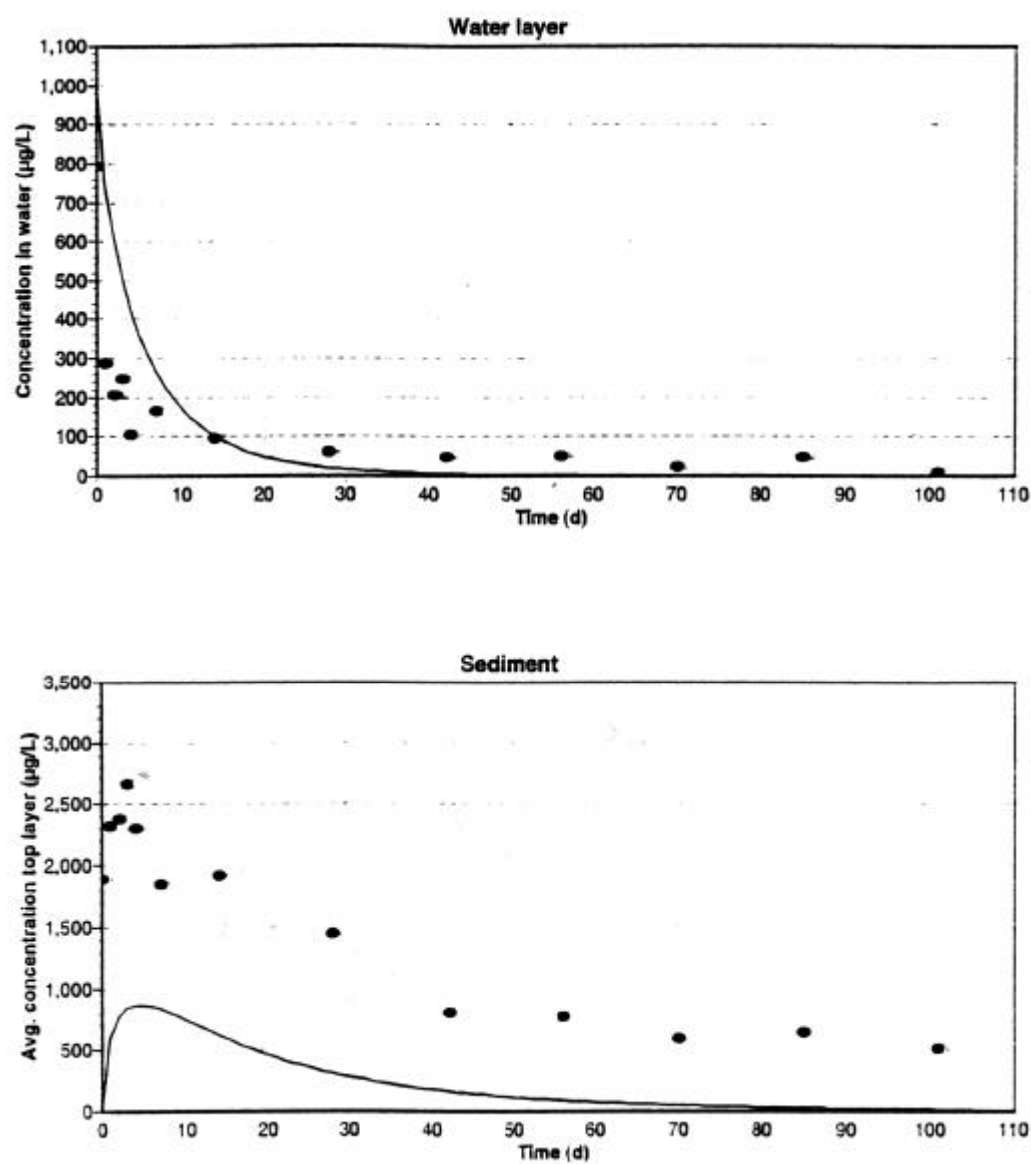 Water layer
1,100
1,000
900
800
700
600
500
400
300
200
100
0
Concentration in water (µg/L)
0 10 20 30 40 50 60 70 80 90 100 110
Time (d)
Sediment
3,500
3,000
2,500
2,000
1,500
1,000
500
0
Avg. concentration top layer (µg/L)
0 10 20 30 40 50 60 70 80 90 100 110
Time (d)